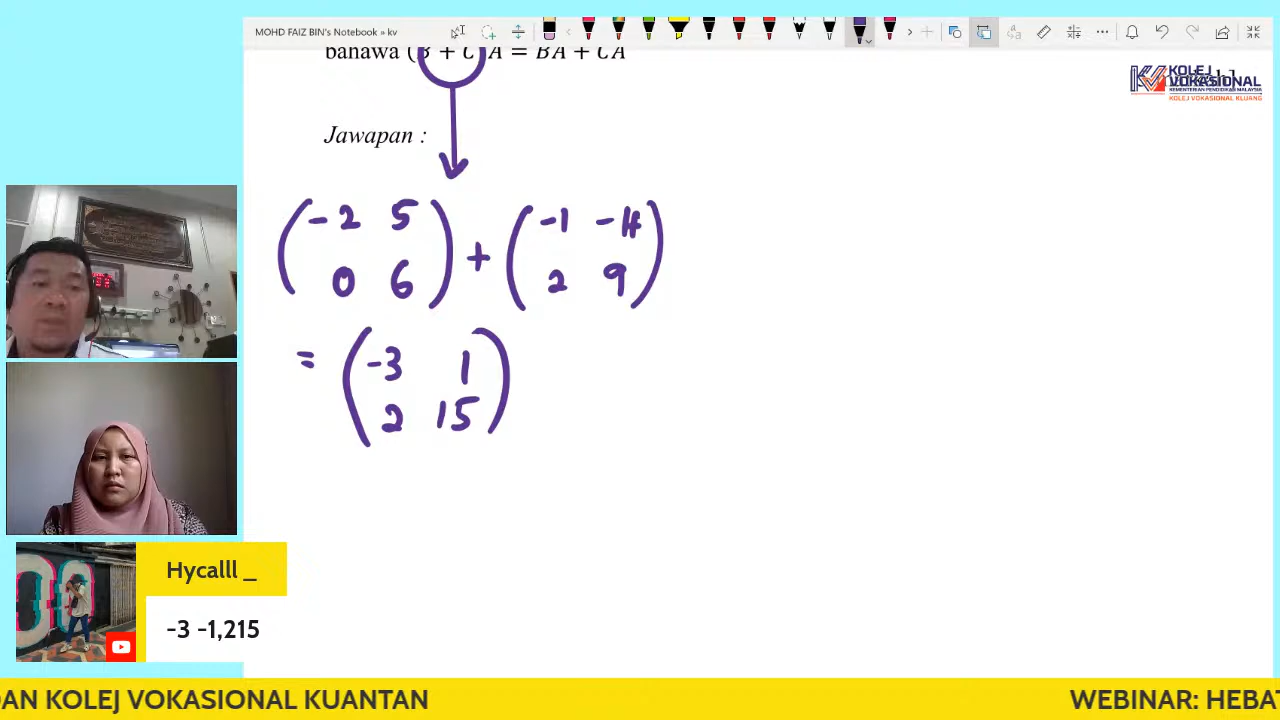 MOHD FAIZ BIN's Notebook » kv
bahawa (B + C)A = BA + CA
KOLEJ
VOKASIONAL
KEMENTERIAN PENDIDIKAN MALAYSIA
KOLEJ VOKASIONAL KLUANG
Jawapan :
(-2 5) + (-1 -4)
(0 6) (2 9)
= (-3 1)
(2 15)
Hycalll _
-3 -1,215
DAN KOLEJ VOKASIONAL KUANTAN
WEBINAR: HEBAT